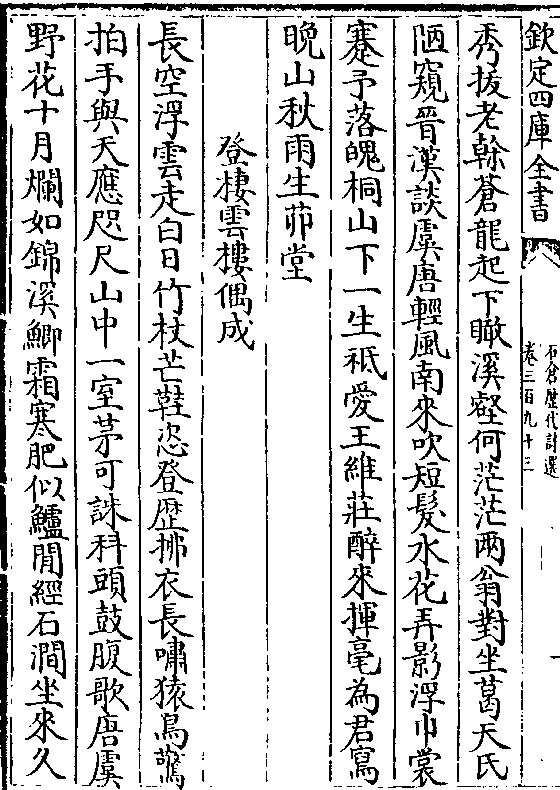 欽定四庫全書
石倉歴代詩選
卷三百九十三
秀拔老榦蒼龍起下瞰溪壑何茫茫兩翁對坐葛天氏
陋窺晉漢談虞唐輕風南來吹短髮水花弄影浮巾裳
蹇予落魄桐山下一生祗愛王維莊醉來揮毫為君寫
晚山秋雨生茆堂
登棲雲樓偶成
長空浮雲走白日竹杖芒鞋恣登歴拂衣長嘯猿鳥驚
拍手與天應咫尺山中一室茅可誅科頭鼓腹歌唐虞
野花十月爛如錦溪鯽霜寒肥似鱸閒經石澗坐來久